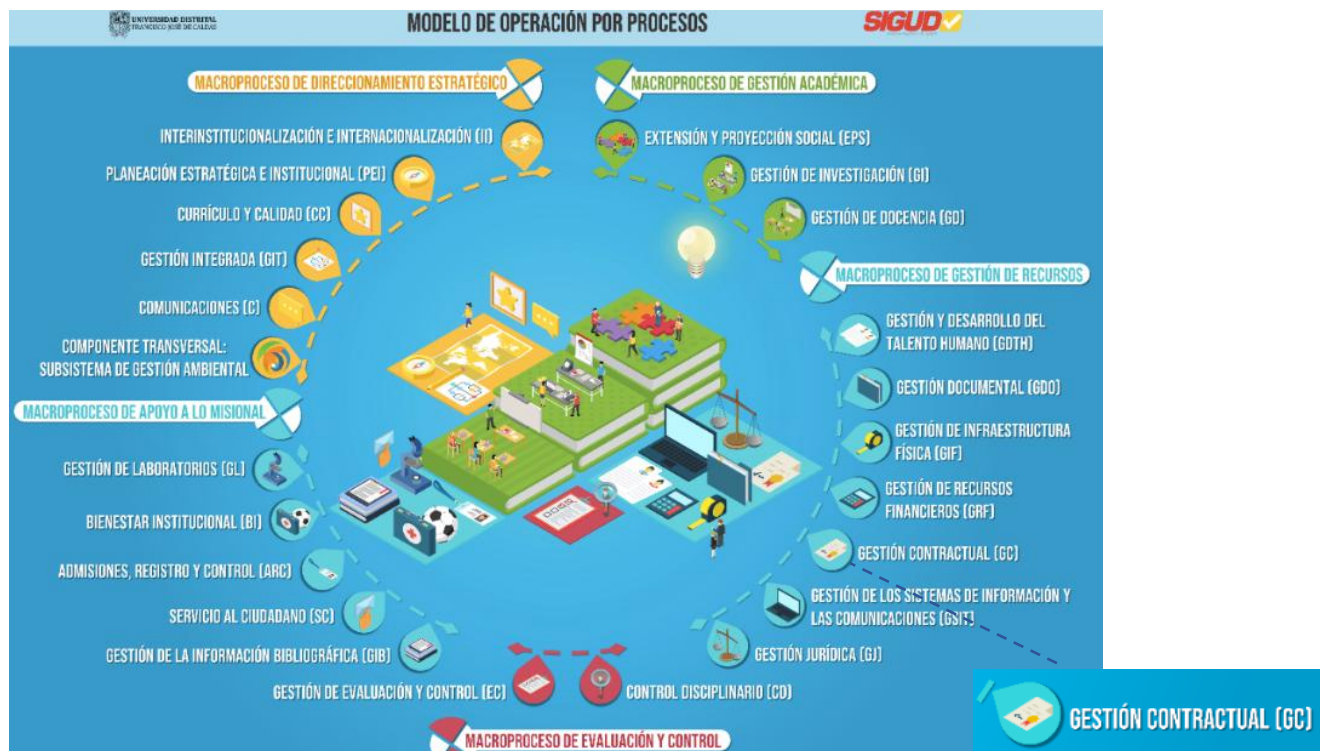 UNIVERSIDAD DISTRITAL
FRANCISCO JOSÉ DE CALDAS
MODELO DE OPERACIÓN POR PROCESOS
SIGUD
MACROPROCESO DE DIRECCIONAMIENTO ESTRATÉGICO
INTERINSTITUCIONALIZACIÓN E INTERNACIONALIZACIÓN (II)
PLANEACIÓN ESTRATÉGICA E INSTITUCIONAL (PEI)
CURRÍCULO Y CALIDAD (CC)
GESTIÓN INTEGRADA (GIT)
COMUNICACIONES (C)
COMPONENTE TRANSVERSAL:
SUBSISTEMA DE GESTIÓN AMBIENTAL
MACROPROCESO DE APOYO A LO MISIONAL
GESTIÓN DE LABORATORIOS (GL)
BIENESTAR INSTITUCIONAL (BI)
ADMISIONES, REGISTRO Y CONTROL (ARC)
SERVICIO AL CIUDADANO (SC)
GESTIÓN DE LA INFORMACIÓN BIBLIOGRÁFICA (GIB)
MACROPROCESO DE GESTIÓN ACADÉMICA
EXTENSIÓN Y PROYECCIÓN SOCIAL (EPS)
GESTIÓN DE INVESTIGACIÓN (GI)
GESTIÓN DE DOCENCIA (GD)
MACROPROCESO DE GESTIÓN DE RECURSOS
GESTIÓN Y DESARROLLO DEL
TALENTO HUMANO (GDTH)
GESTIÓN DOCUMENTAL (GDO)
GESTIÓN DE INFRAESTRUCTURA
FÍSICA (GIF)
GESTIÓN DE RECURSOS
FINANCIEROS (GRF)
GESTIÓN CONTRACTUAL (GC)
GESTIÓN DE LOS SISTEMAS DE INFORMACIÓN Y
LAS COMUNICACIONES (GSIT)
GESTIÓN JURÍDICA (GJ)
GESTIÓN DE EVALUACIÓN Y CONTROL (EC)
CONTROL DISCIPLINARIO (CD)
MACROPROCESO DE EVALUACIÓN Y CONTROL
GESTIÓN CONTRACTUAL (GC)